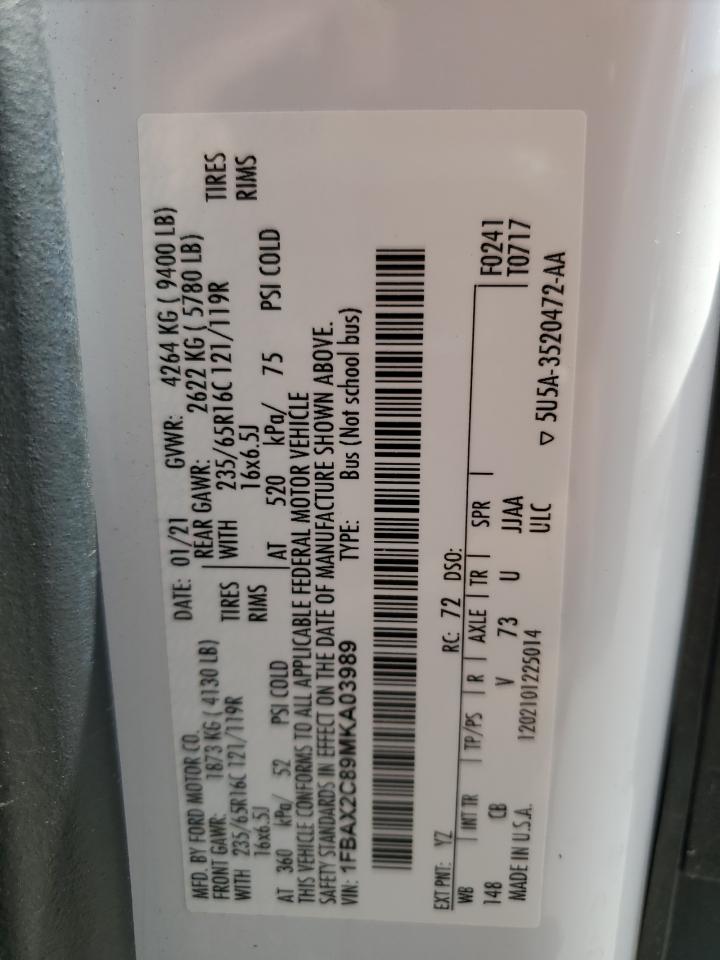 MFD. BY FORD MOTOR CO.
DATE: 01/21 GVWR: 4264 KG ( 9400 LB)
FRONT GAWR: 1873 KG ( 4130 LB)
REAR GAWR: 2622 KG ( 5780 LB)
WITH 235/65R16C 121/119R TIRES
WITH 235/65R16C 121/119R TIRES
16x6.5J RIMS
16x6.5J RIMS
AT 360 kPa/ 52 PSI COLD
AT 520 kPa/ 75 PSI COLD
THIS VEHICLE CONFORMS TO ALL APPLICABLE FEDERAL MOTOR VEHICLE
SAFETY STANDARDS IN EFFECT ON THE DATE OF MANUFACTURE SHOWN ABOVE.
VIN: 1FBAX2C89MKA03989 TYPE: Bus (Not school bus)
EXT PNT: YZ RC: 72 DSO:
WB INT TR TP/PS R AXLE TR SPR F0241
148 CB V 73 U JJAA T0717
MADE IN U.S.A. 1202101225014 ULC
▽ 5U5A-3520472-AA